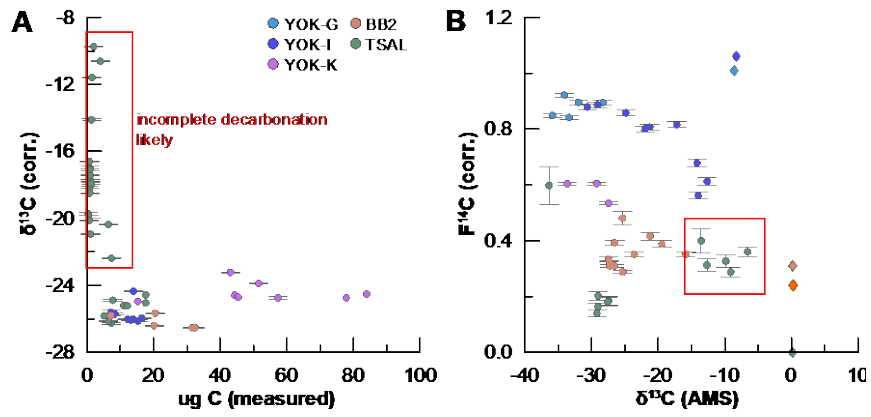 A
B
YOK-G
BB2
YOK-I
TSAL
YOK-K
incomplete decarbonation
likely
-8
-12
-16
-20
-24
-28
δ¹³C (corr.)
0
20
40
60
80
100
ug C (measured)
1.2
0.8
0.4
0.0
F¹⁴C (corr.)
-40
-30
-20
-10
0
10
δ¹³C (AMS)